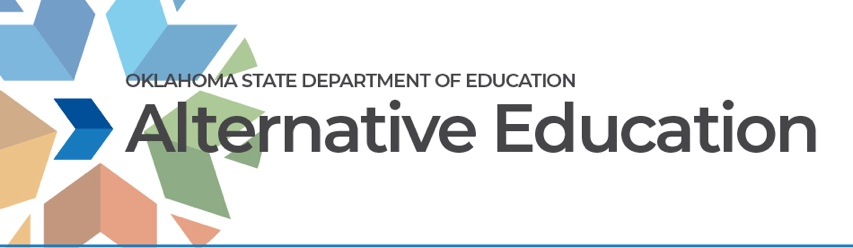 OKLAHOMA STATE DEPARTMENT OF EDUCATION
Alternative Education